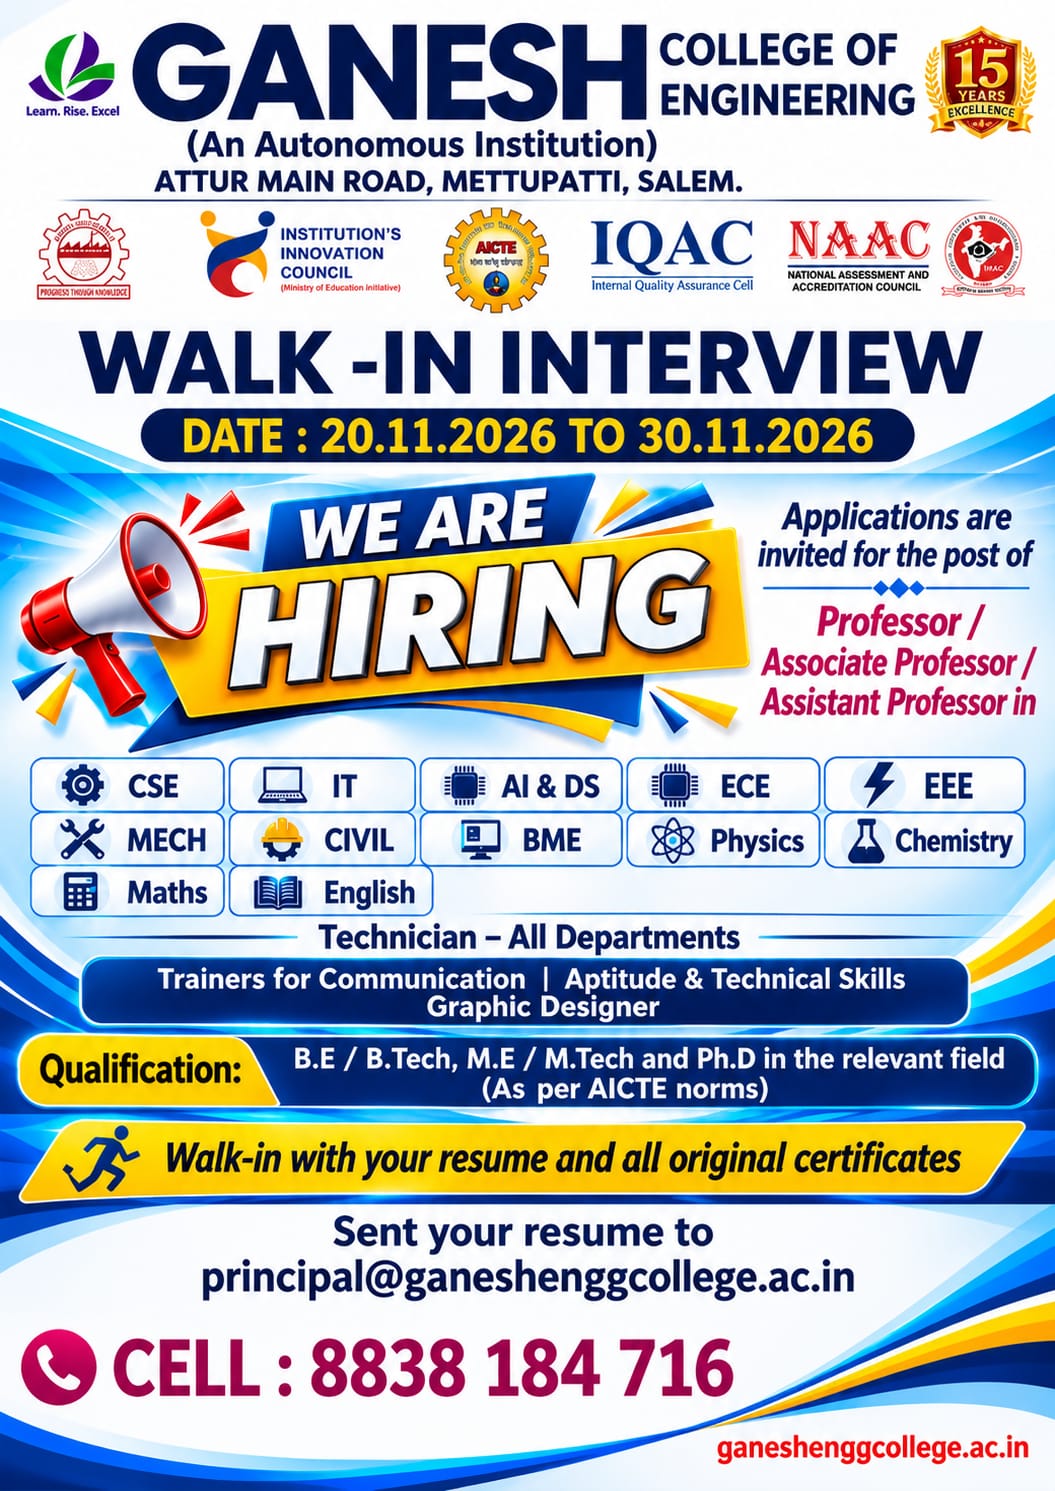 Learn. Rise. Excel
GANESH COLLEGE OF ENGINEERING
15 YEARS EXCELLENCE
(An Autonomous Institution)
ATTUR MAIN ROAD, METTUPATTI, SALEM.
PROGRESS THROUGH KNOWLEDGE
INSTITUTION'S
INNOVATION
COUNCIL
(Ministry of Education Initiative)
AICTE
IQAC
Internal Quality Assurance Cell
NAAC
NATIONAL ASSESSMENT AND
ACCREDITATION COUNCIL
WALK -IN INTERVIEW
DATE : 20.11.2026 TO 30.11.2026
WE ARE
HIRING
Applications are
invited for the post of
Professor /
Associate Professor /
Assistant Professor in
CSE IT AI & DS ECE EEE
MECH CIVIL BME Physics Chemistry
Maths English
Technician – All Departments
Trainers for Communication | Aptitude & Technical Skills
Graphic Designer
Qualification:
B.E / B.Tech, M.E / M.Tech and Ph.D in the relevant field
(As per AICTE norms)
Walk-in with your resume and all original certificates
Sent your resume to
principal@ganeshenggcollege.ac.in
CELL : 8838 184 716
ganeshenggcollege.ac.in